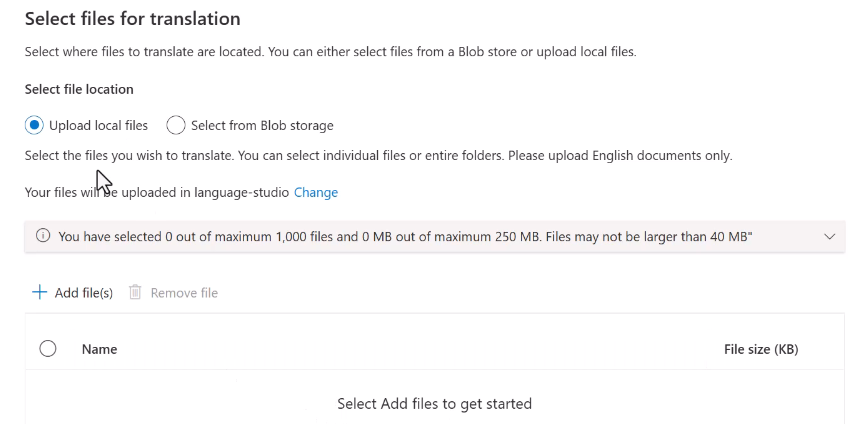 Select files for translation
Select where files to translate are located. You can either select files from a Blob store or upload local files.
Select file location
Upload local files
Select from Blob storage
Select the files you wish to translate. You can select individual files or entire folders. Please upload English documents only.
Your files will be uploaded in language-studio Change
You have selected 0 out of maximum 1,000 files and 0 MB out of maximum 250 MB. Files may not be larger than 40 MB"
Add file(s)
Remove file
Name
File size (KB)
Select Add files to get started